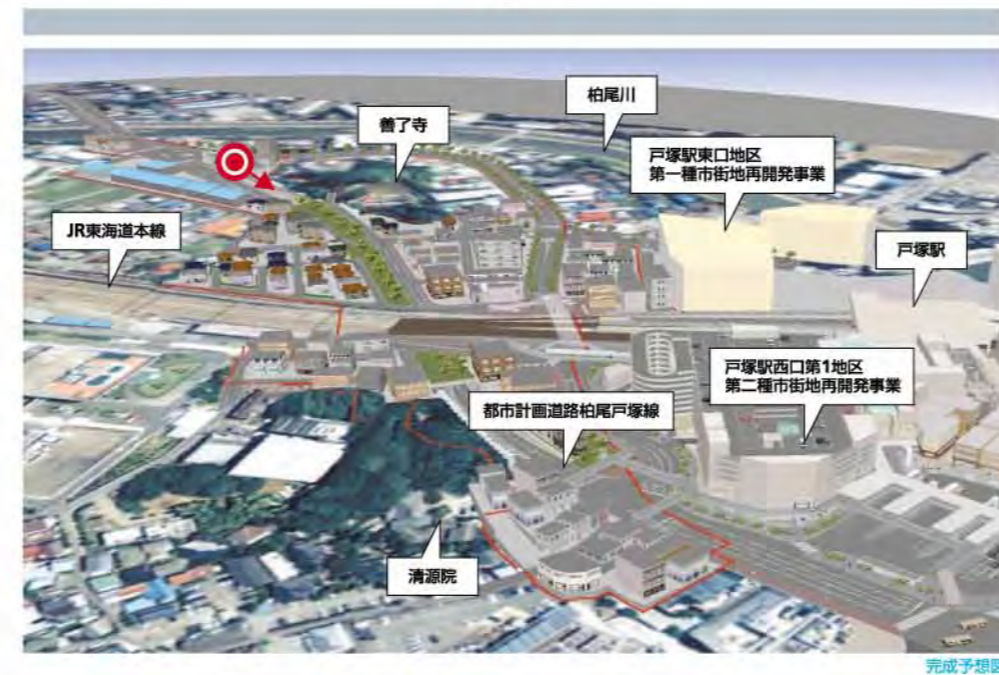 柏尾川
善了寺
戸塚駅東口地区
第一種市街地再開発事業
JR東海道本線
戸塚駅
戸塚駅西口第1地区
第二種市街地再開発事業
都市計画道路柏尾戸塚線
清源院
完成予想図